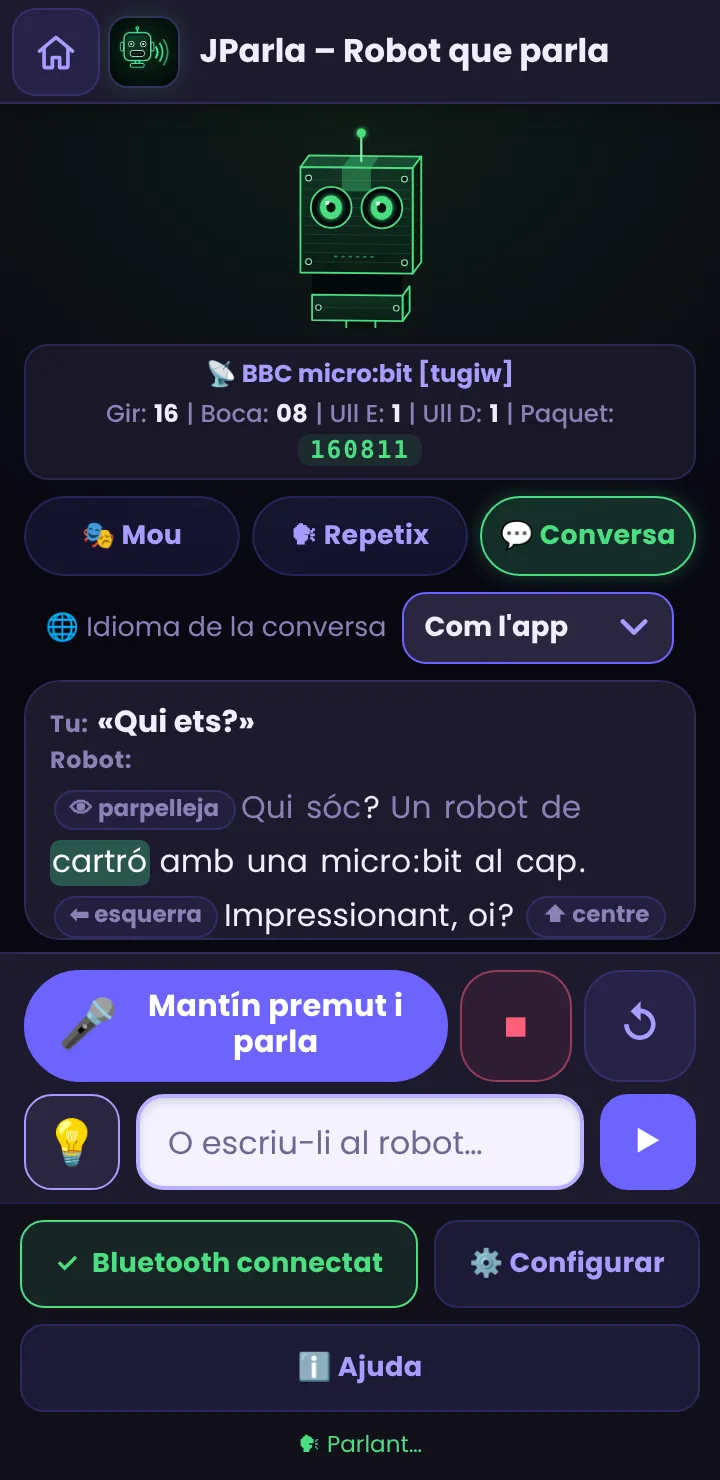 JParla – Robot que parla
📡 BBC micro:bit [tugiw]
Gir: 16 | Boca: 08 | Ull E: 1 | Ull D: 1 | Paquet:
160811
🎭 Mou
🗣 Repetix
💬 Conversa
🌐 Idioma de la conversa
Com l'app
Tu: «Qui ets?»
Robot:
👁 parpelleja Qui sóc? Un robot de
cartró amb una micro:bit al cap.
⬅ esquerra Impressionant, oi? ⬆ centre
🎤 Mantín premut i
parla
O escriu-li al robot...
✓ Bluetooth connectat
⚙️ Configurar
ℹ️ Ajuda
🗣 Parlant...